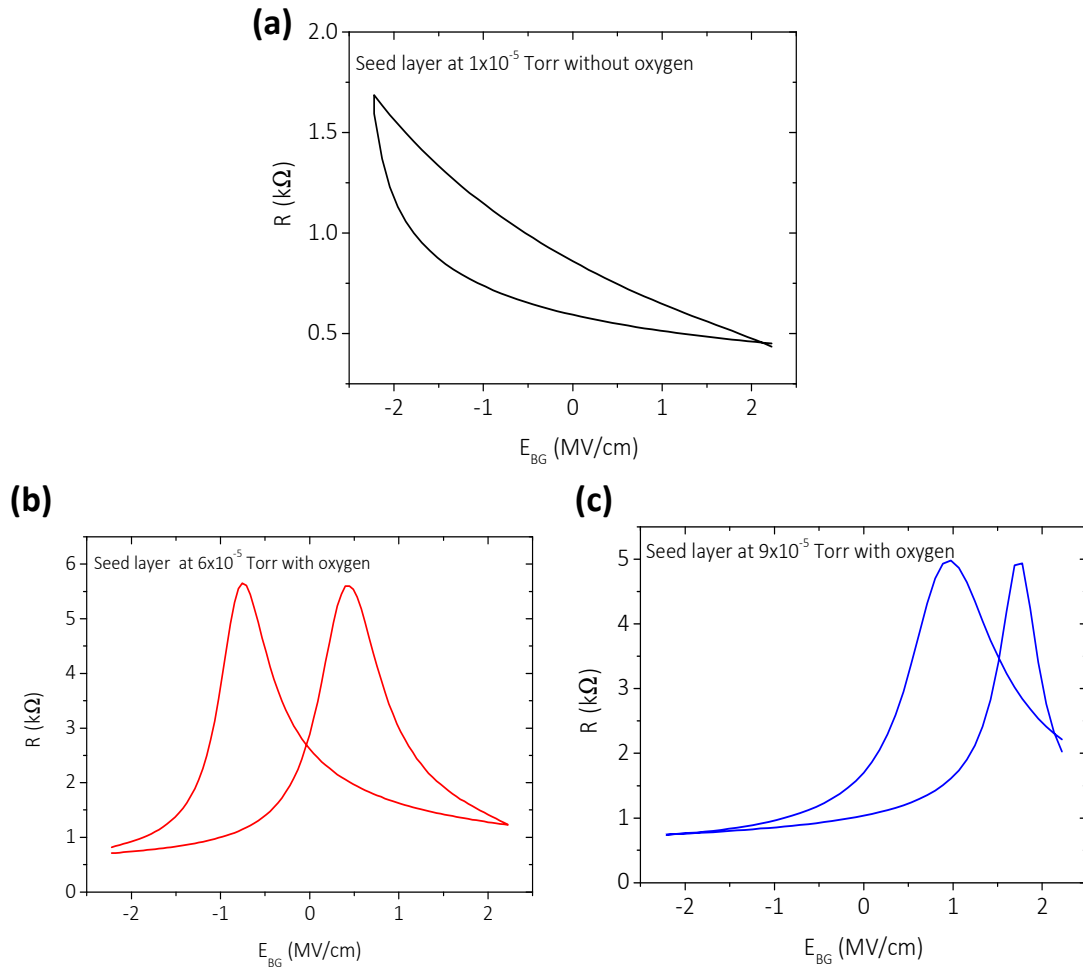 (a)
Seed layer at 1x10⁻⁵ Torr without oxygen
2.0
1.5
1.0
0.5
R (kΩ)
-2 -1 0 1 2
E_BG (MV/cm)
(b)
Seed layer at 6x10⁻⁵ Torr with oxygen
6
5
4
3
2
1
0
R (kΩ)
-2 -1 0 1 2
E_BG (MV/cm)
(c)
Seed layer at 9x10⁻⁵ Torr with oxygen
5
4
3
2
1
0
R (kΩ)
-2 -1 0 1 2
E_BG (MV/cm)